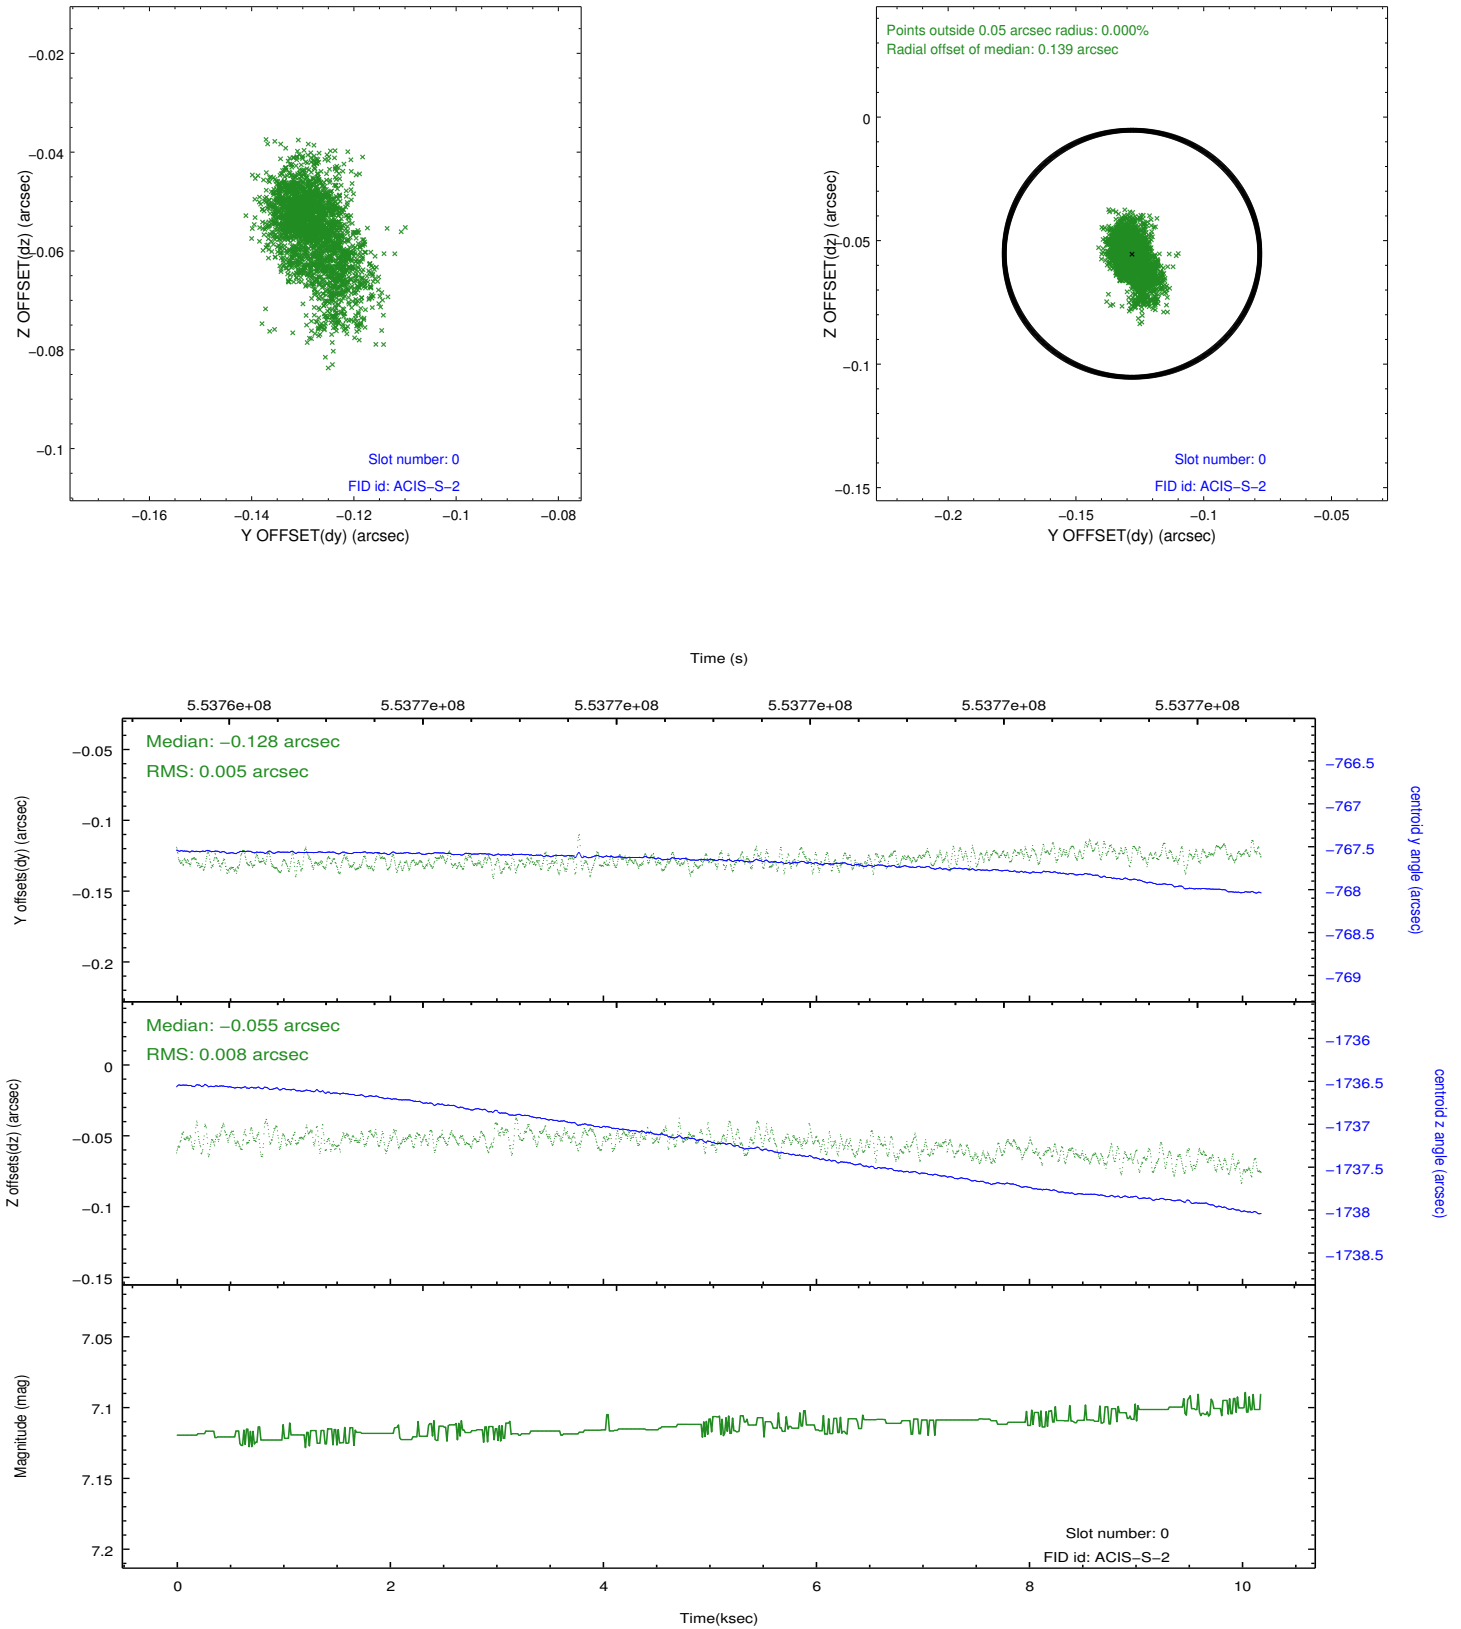 −0.02
−0.04
−0.06
−0.08
−0.1
Z OFFSET(dz) (arcsec)
Slot number: 0
FID id: ACIS−S−2
−0.16
−0.14
−0.12
−0.1
−0.08
Y OFFSET(dy) (arcsec)
Points outside 0.05 arcsec radius: 0.000%
Radial offset of median: 0.139 arcsec
0
−0.05
−0.1
−0.15
Z OFFSET(dz) (arcsec)
Slot number: 0
FID id: ACIS−S−2
−0.2
−0.15
−0.1
−0.05
Y OFFSET(dy) (arcsec)
Time (s)
5.5376e+08
5.5377e+08
5.5377e+08
5.5377e+08
5.5377e+08
5.5377e+08
Median: −0.128 arcsec
RMS: 0.005 arcsec
−0.05
−0.1
−0.15
−0.2
Y offsets(dy) (arcsec)
−766.5
−767
−767.5
−768
−768.5
−769
centroid y angle (arcsec)
Median: −0.055 arcsec
RMS: 0.008 arcsec
0
−0.05
−0.1
−0.15
Z offsets(dz) (arcsec)
−1736
−1736.5
−1737
−1737.5
−1738
−1738.5
centroid z angle (arcsec)
7.05
7.1
7.15
7.2
Magnitude (mag)
Slot number: 0
FID id: ACIS−S−2
0
2
4
6
8
10
Time(ksec)